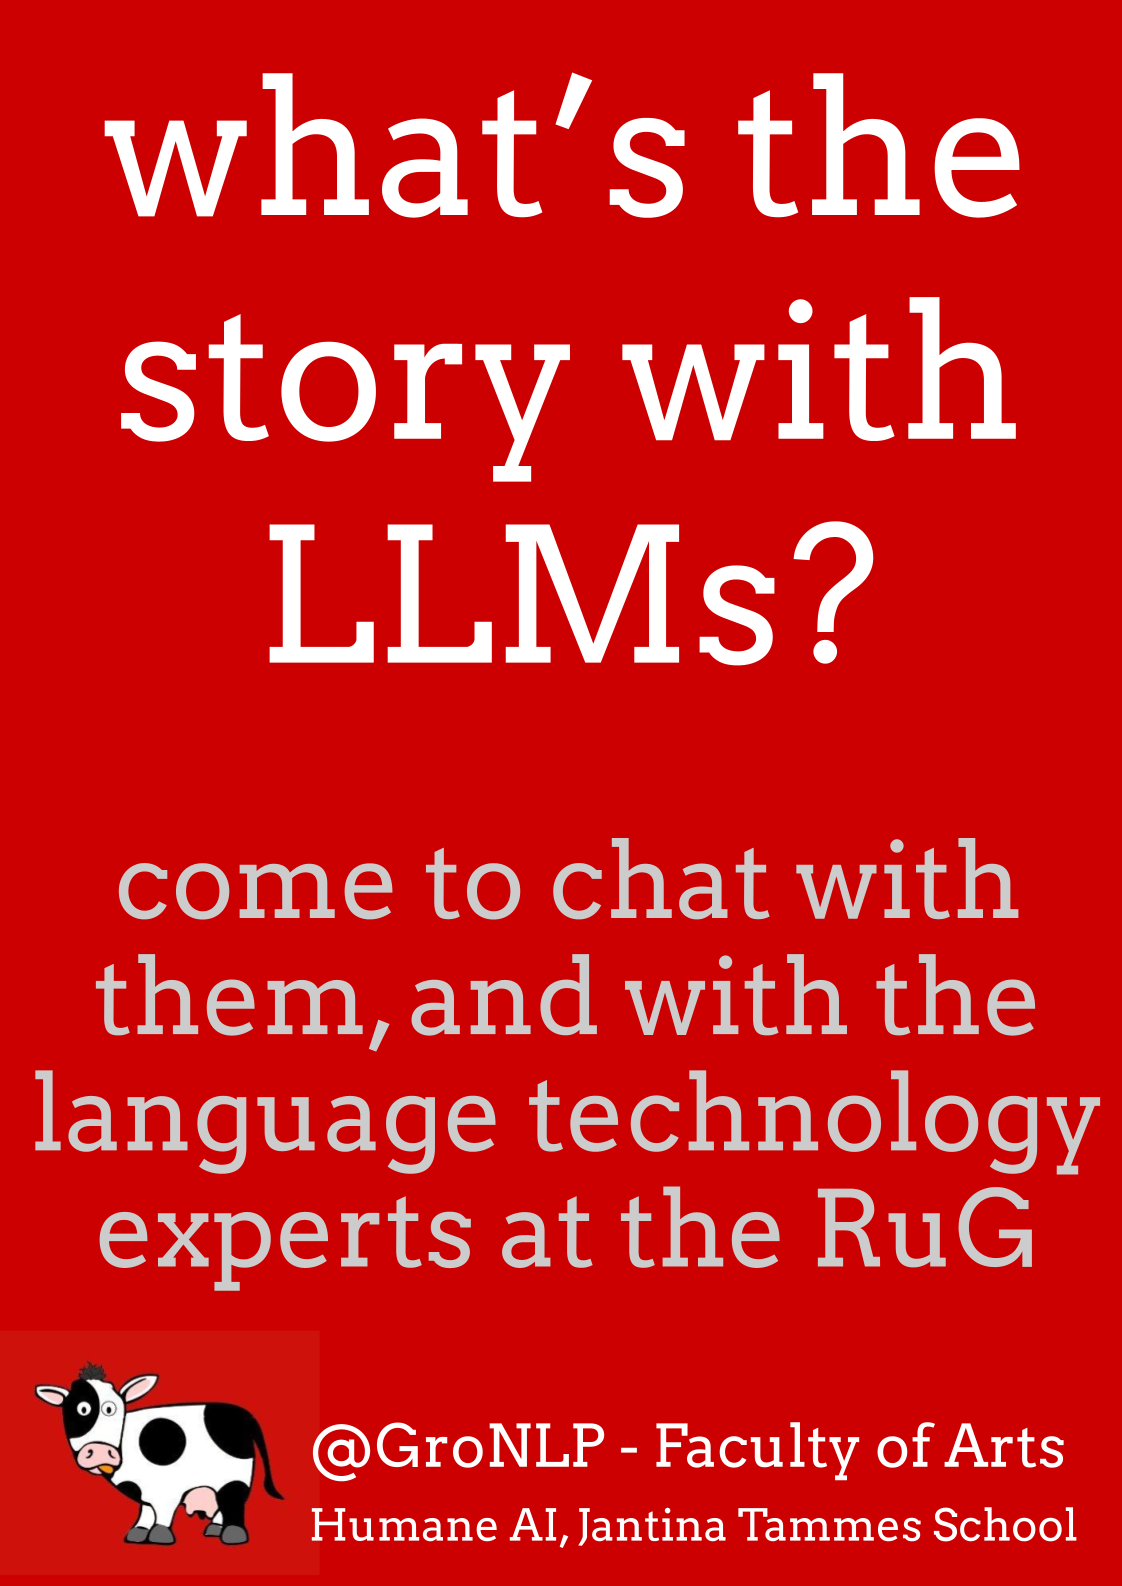 what’s the
story with
LLMs?
come to chat with
them, and with the
language technology
experts at the RuG
@GroNLP - Faculty of Arts
Humane AI, Jantina Tammes School